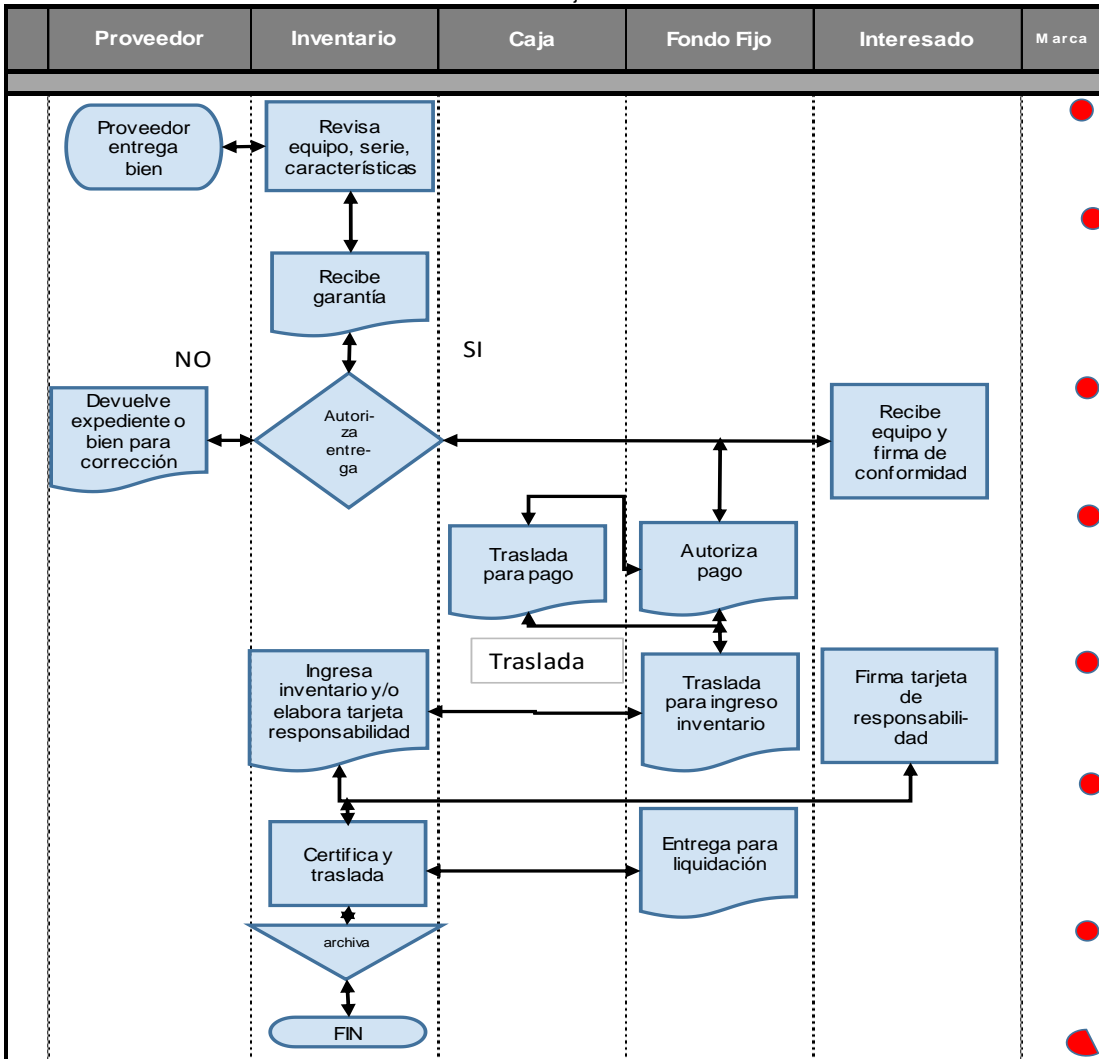 Proveedor
Inventario
Caja
Fondo Fijo
Interesado
Marca
Proveedor
entrega
bien
Revisa
equipo, serie,
características
Recibe
garantía
NO
SI
Devuelve
expediente o
bien para
corrección
Autori-
za
entre-
ga
Recibe
equipo y
firma de
conformidad
Traslada
para pago
Autoriza
pago
Traslada
Ingresa
inventario y/o
elabora tarjeta
responsabilidad
Traslada
para ingreso
inventario
Firma tarjeta
de
responsabili-
dad
Certifica y
traslada
Entrega para
liquidación
archiva
FIN